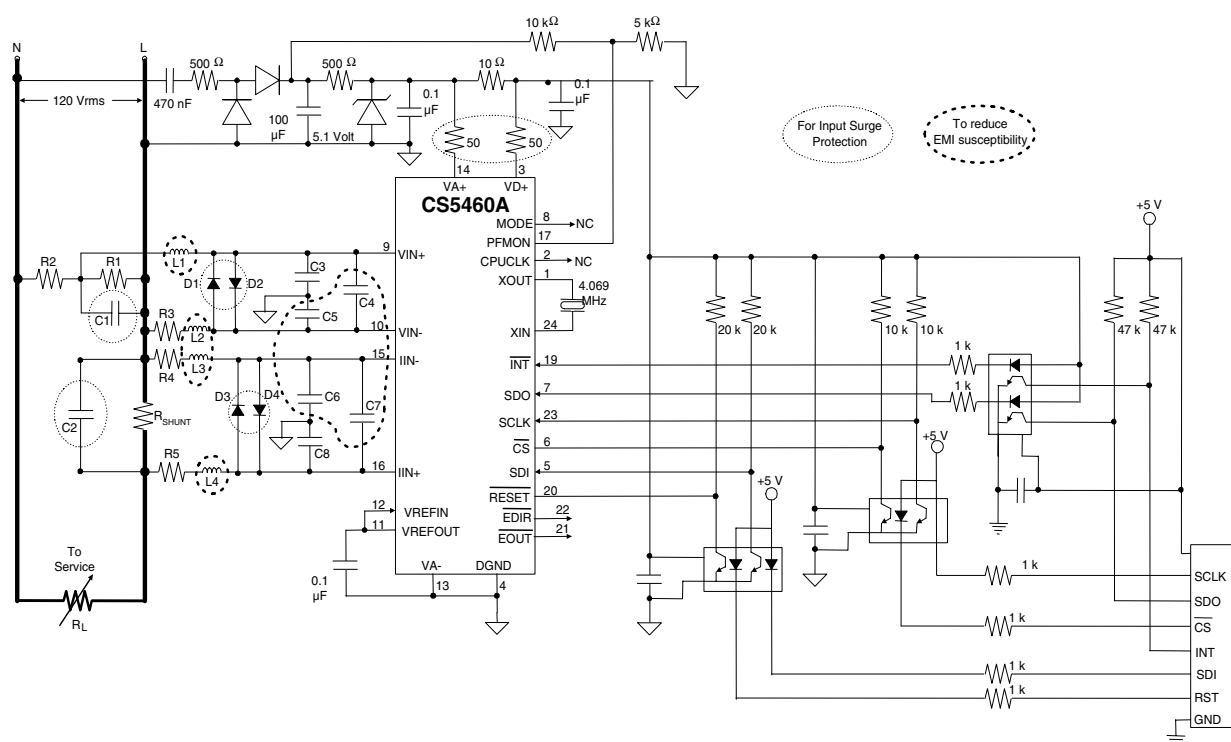 10 kΩ
5 kΩ
N
L
500 Ω
500 Ω
10 Ω
120 Vrms
470 nF
100 µF
5.1 Volt
0.1 µF
0.1 µF
50
50
For Input Surge
Protection
To reduce
EMI susceptibility
14
3
VA+
VD+
CS5460A
MODE
8
NC
PFMON
17
CPUCLK
2
NC
XOUT
1
4.069
MHz
XIN
24
+5 V
9
VIN+
R2
R1
L1
D1
D2
C3
C4
C1
C5
R3
L2
10
VIN-
20 k
20 k
10 k
10 k
47 k
47 k
R4
L3
15
IIN-
INT
19
1 k
SDO
7
1 k
D3
D4
C6
C7
C2
RSHUNT
SCLK
23
C8
CS
6
+5 V
R5
L4
16
IIN+
SDI
5
+5 V
RESET
20
12
VREFIN
EDIR
22
11
VREFOUT
EOUT
21
0.1
µF
VA-
DGND
13
4
To
Service
RL
1 k
SCLK
SDO
1 k
CS
INT
1 k
SDI
1 k
RST
GND